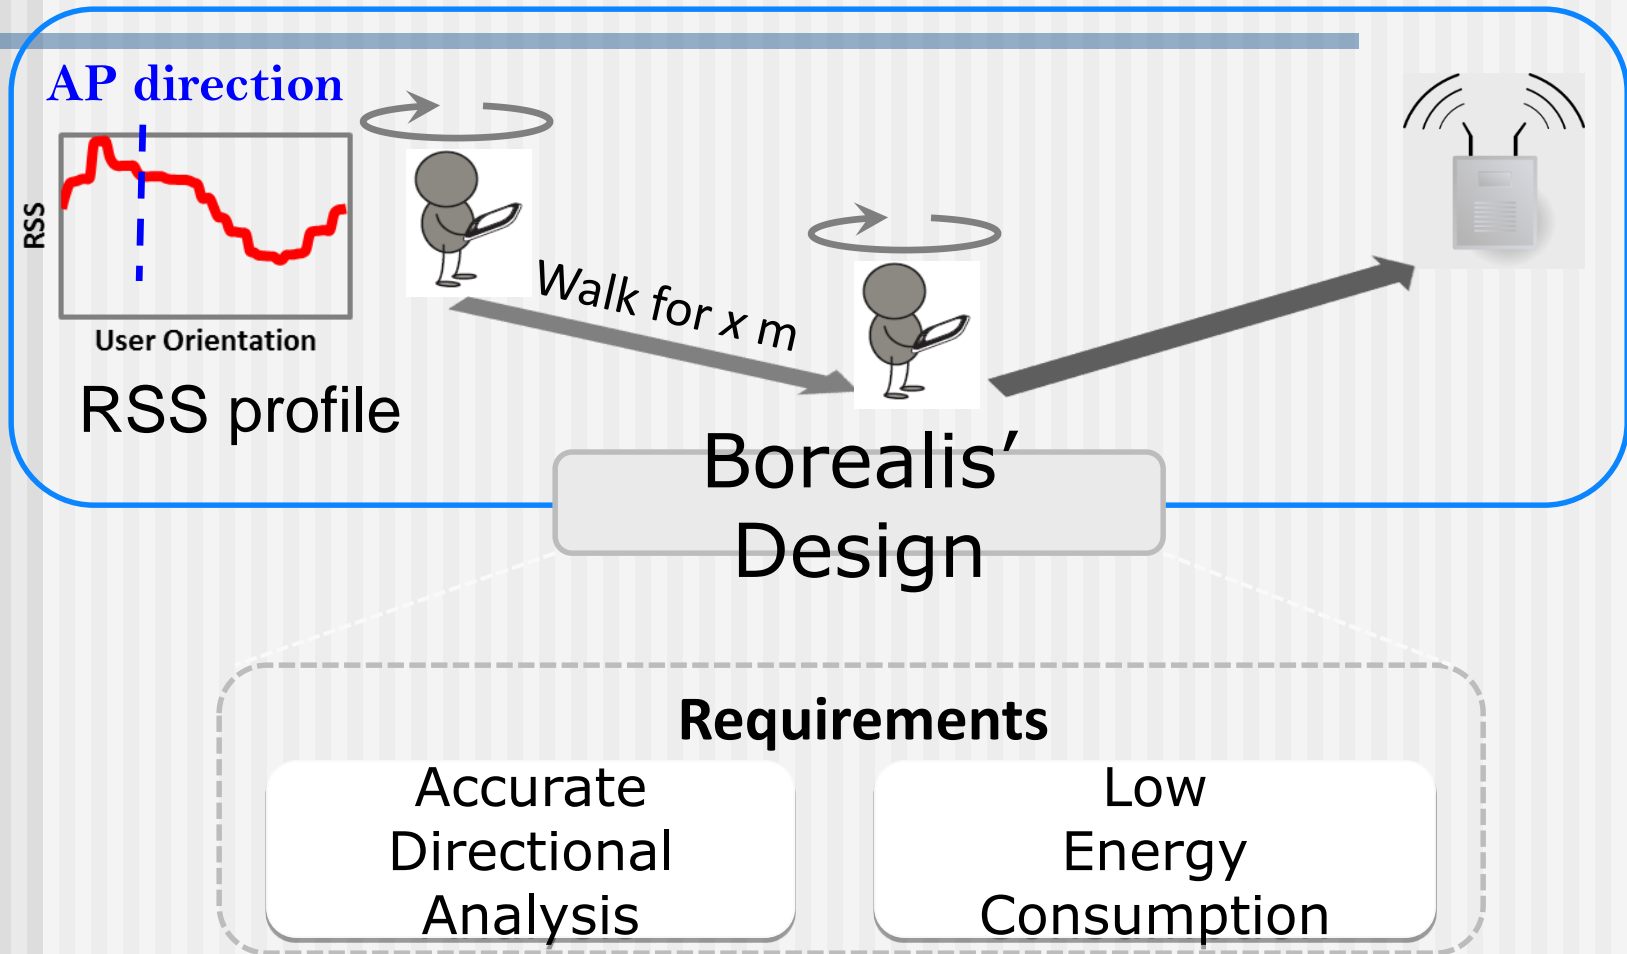 AP direction
RSS
User Orientation
RSS profile
Walk for x m
Borealis’
Design
Requirements
Accurate
Directional
Analysis
Low
Energy
Consumption